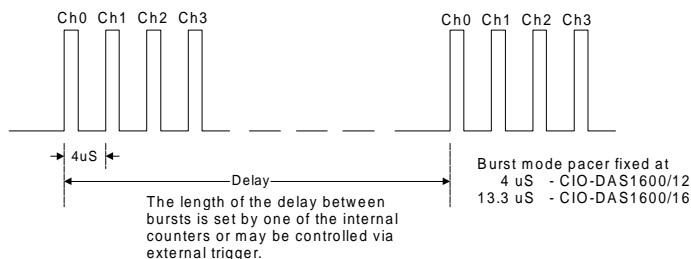 Ch0 Ch1 Ch2 Ch3
Ch0 Ch1 Ch2 Ch3
4uS
Delay
The length of the delay between
bursts is set by one of the internal
counters or may be controlled via
external trigger.
Burst mode pacer fixed at
4 uS - CIO-DAS1600/12
13.3 uS - CIO-DAS1600/16